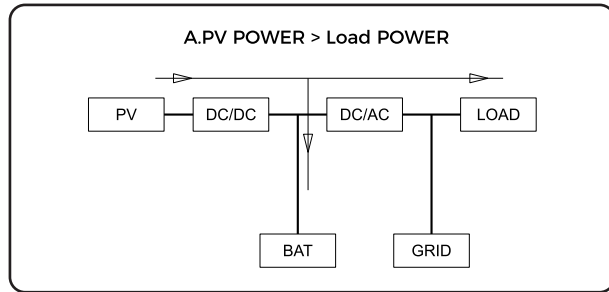 A.PV POWER > Load POWER
PV
DC/DC
DC/AC
LOAD
BAT
GRID